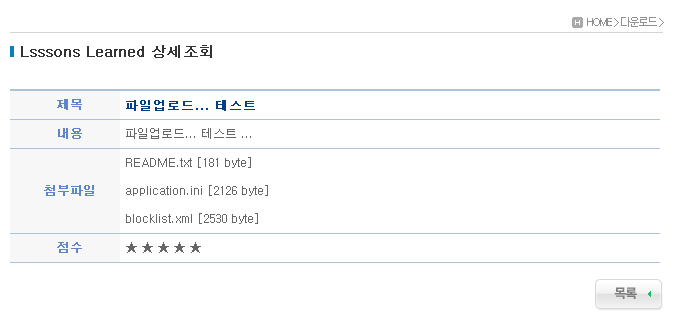 H HOME>다운로드>
Lsssons Learned 상세조회
제목 파일업로드... 테스트
내용 파일업로드... 테스트 ...
첨부파일 README.txt [181 byte]
application.ini [2126 byte]
blocklist.xml [2530 byte]
점수 ★★★★★
목록